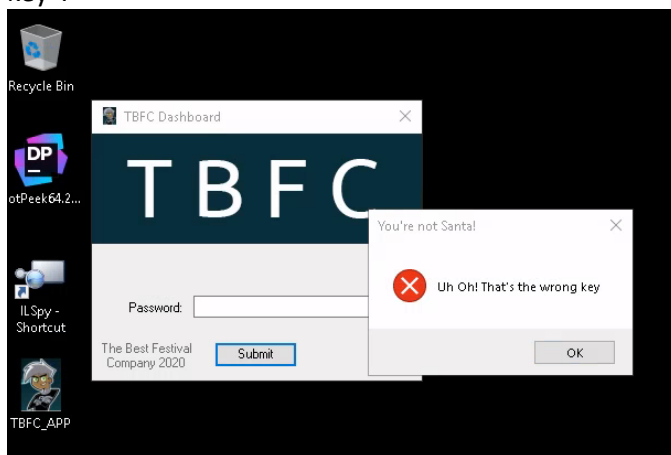 Recycle Bin
TBFC Dashboard
DP
otPeek64.2...
T B F C
You're not Santa!
Uh Oh! That's the wrong key
Password:
ILSpy -
Shortcut
The Best Festival
Company 2020
Submit
OK
TBFC_APP